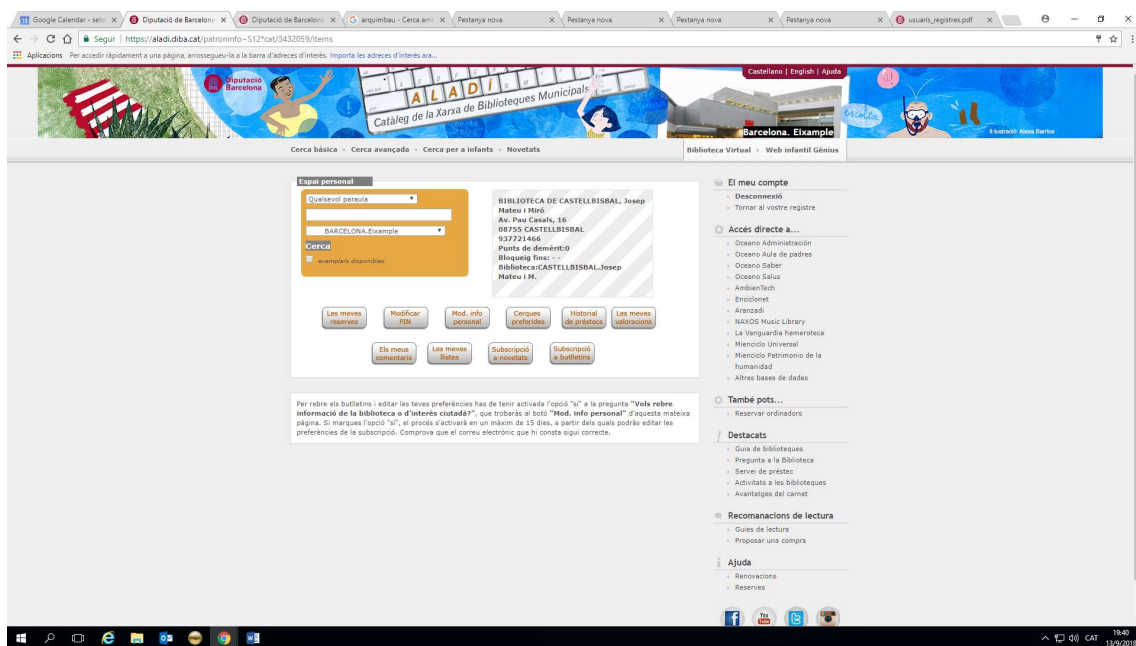 Google Calendar - sete
Diputació de Barcelona
Diputació de Barcelona
arquimbau - Cerca am
Pestanya nova
Pestanya nova
Pestanya nova
Pestanya nova
usuaris_registres.pdf
Segur | https://aladi.diba.cat/patroninfo~S12*cat/3432059/items
Aplicacions Per accedir ràpidament a una pàgina, arrossegueu-la a la barra d'adreces d'interès. Importa les adreces d'interès ara...
Diputació
Barcelona
ALADÍ
Catàleg de la Xarxa de Biblioteques Municipals
Castellano | English | Ajuda
Barcelona. Eixample
escolta
Il·lustració: Alexa Barrios
Cerca bàsica Cerca avançada Cerca per a infants Novetats
Biblioteca Virtual Web infantil Gènius
Espai personal
Qualsevol paraula
BARCELONA.Eixample
Cerca
exemplars disponibles
BIBLIOTECA DE CASTELLBISBAL, Josep
Mateu i Miró
Av. Pau Casals, 16
08755 CASTELLBISBAL
937721466
Punts de demèrit:0
Bloqueig fins: - -
Biblioteca:CASTELLBISBAL.Josep
Mateu i M.
Les meves
reserves
Modificar
PIN
Mod. info
personal
Cerques
preferides
Historial
de préstecs
Les meves
valoracions
Els meus
comentaris
Les meves
llistes
Subscripció
a novetats
Subscripció
a butlletins
Per rebre els butlletins i editar les teves preferències has de tenir activada l'opció "sí" a la pregunta "Vols rebre
informació de la biblioteca o d'interès ciutadà?", que trobaràs al botó "Mod. info personal" d'aquesta mateixa
pàgina. Si marques l'opció "sí", el procés s'activarà en un màxim de 15 dies, a partir dels quals podràs editar les
preferències de la subscripció. Comprova que el correu electrònic que hi consta sigui correcte.
El meu compte
Desconnexió
Tornar al vostre registre
Accés directe a...
Oceano Administración
Oceano Aula de padres
Oceano Saber
Oceano Salus
AmbienTech
Enciclonet
Aranzadi
NAXOS Music Library
La Vanguardia hemeroteca
Mienciclo Universal
Mienciclo Patrimonio de la
humanidad
Altres bases de dades
També pots...
Reservar ordinadors
Destacats
Guia de biblioteques
Pregunta a la Biblioteca
Servei de préstec
Activitats a les biblioteques
Avantatges del carnet
Recomanacions de lectura
Guies de lectura
Proposar una compra
Ajuda
Renovacions
Reserves
You
Tube
CAT
19:40
13/9/2018